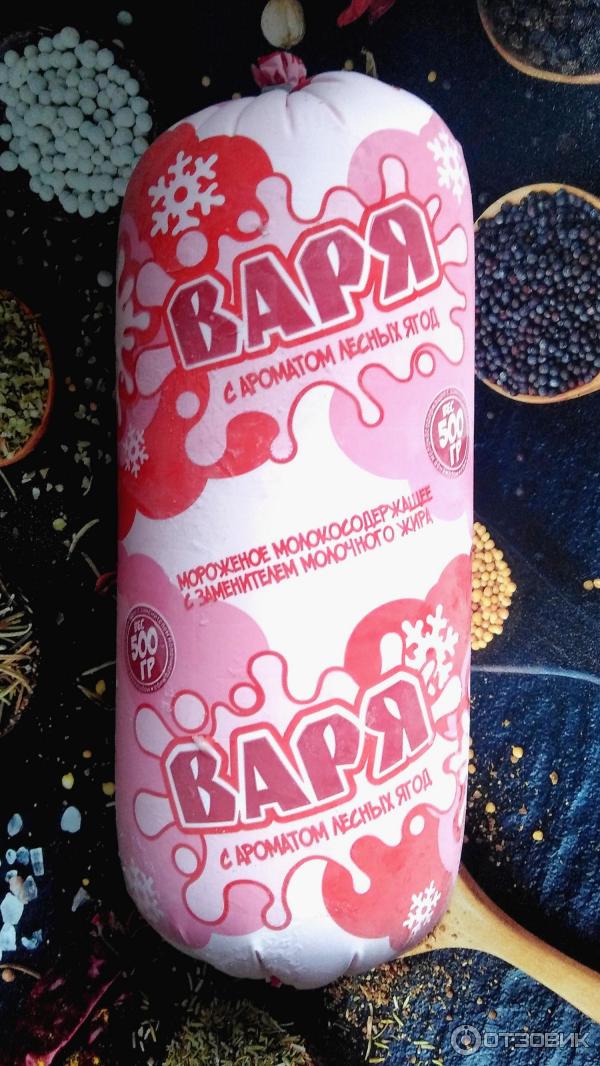 ВАРЯ
С АРОМАТОМ ЛЕСНЫХ ЯГОД
ВЕС
500
ГР
МОРОЖЕНОЕ МОЛОКОСОДЕРЖАЩЕЕ
С ЗАМЕНИТЕЛЕМ МОЛОЧНОГО ЖИРА
ВЕС
500
ГР
ВАРЯ
С АРОМАТОМ ЛЕСНЫХ ЯГОД
ОТЗОВИК